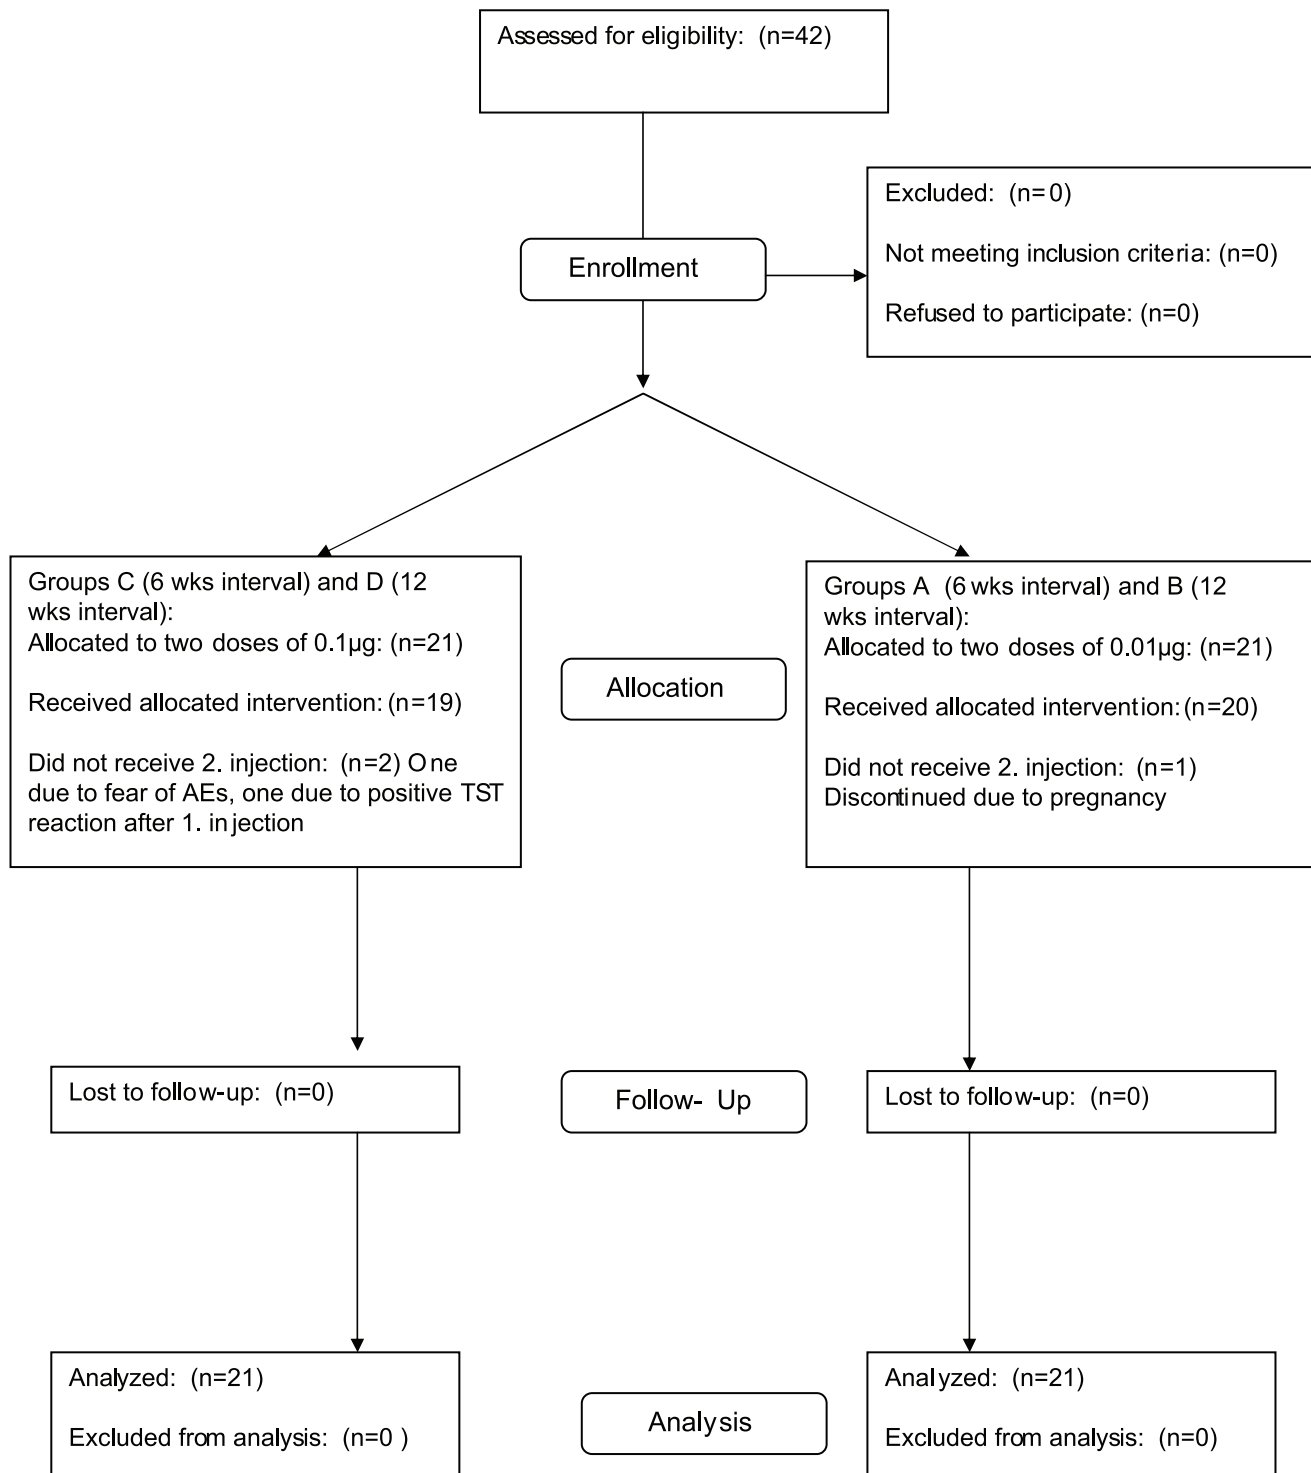 Assessed for eligibility: (n=42)
Excluded: (n=0)
Not meeting inclusion criteria: (n=0)
Refused to participate: (n=0)
Enrollment
Groups C (6 wks interval) and D (12
wks interval):
Allocated to two doses of 0.1µg: (n=21)
Received allocated intervention: (n=19)
Did not receive 2. injection: (n=2) One
due to fear of AEs, one due to positive TST
reaction after 1. injection
Allocation
Groups A (6 wks interval) and B (12
wks interval):
Allocated to two doses of 0.01µg: (n=21)
Received allocated intervention: (n=20)
Did not receive 2. injection: (n=1)
Discontinued due to pregnancy
Lost to follow-up: (n=0)
Follow- Up
Lost to follow-up: (n=0)
Analyzed: (n=21)
Excluded from analysis: (n=0 )
Analysis
Analyzed: (n=21)
Excluded from analysis: (n=0)